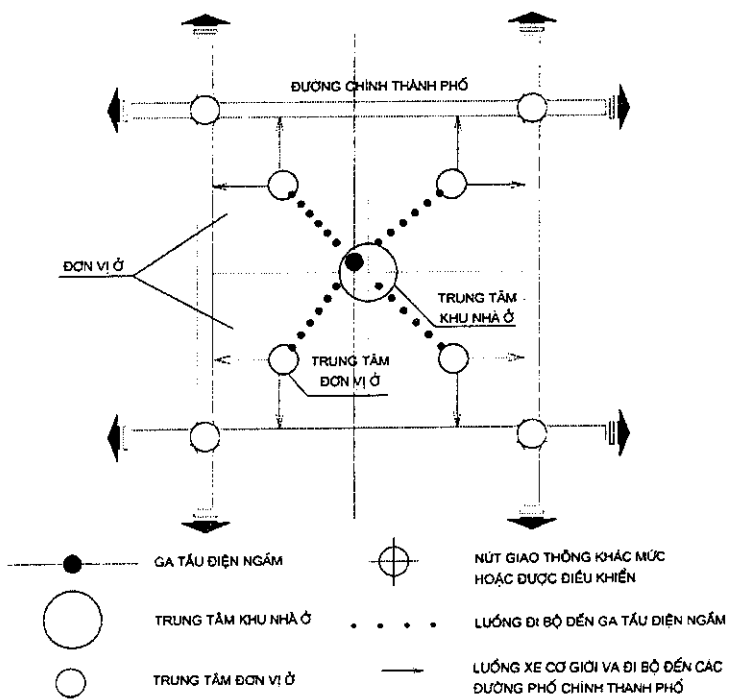 ĐƯỜNG CHÍNH THÀNH PHỐ
ĐƠN VỊ Ở
TRUNG TÂM
KHU NHÀ Ở
TRUNG TÂM
ĐƠN VỊ Ở
GA TẦU ĐIỆN NGẦM
NÚT GIAO THÔNG KHÁC MỨC
HOẶC ĐƯỢC ĐIỀU KHIỂN
TRUNG TÂM KHU NHÀ Ở
LUỒNG ĐI BỘ ĐẾN GA TẦU ĐIỆN NGẦM
TRUNG TÂM ĐƠN VỊ Ở
LUỒNG XE CƠ GIỚI VA ĐI BỘ ĐẾN CÁC
ĐƯỜNG PHỐ CHÍNH THANH PHỐ